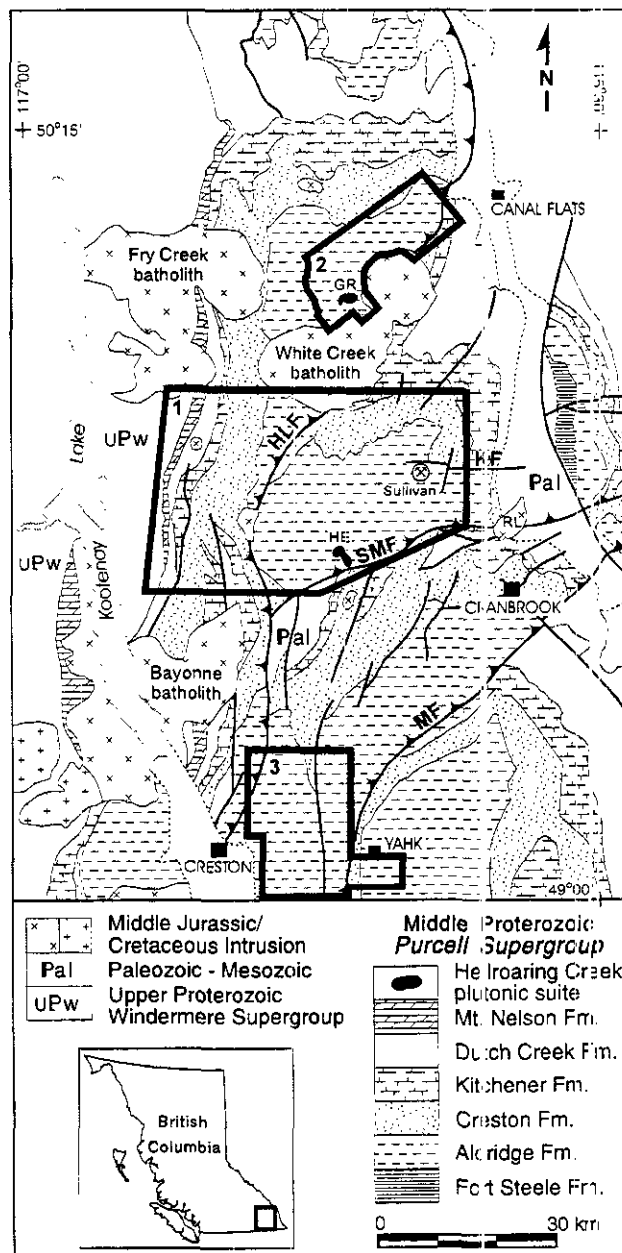 117°00'
50°15'
N
CANAL FLATS
Fry Creek
batholith
2
GR
White Creek
batholith
1
UPw
HLF
Lake
KF
Sullivan
Pal
RL
HE
SMF
UPw
Kootenay
CRANBROOK
Pal
Bayonne
batholith
MF
3
YAHK
CRESTON
49°00
Middle Jurassic/
Cretaceous Intrusion
Pal Paleozoic - Mesozoic
UPw Upper Proterozoic
Windermere Supergroup
Middle Proterozoic
Purcell Supergroup
Hellroaring Creek
plutonic suite
Mt. Nelson Fm.
Dutch Creek Fm.
Kitchener Fm.
Creston Fm.
Aldridge Fm.
Fort Steele Fm.
British
Columbia
0 30 km